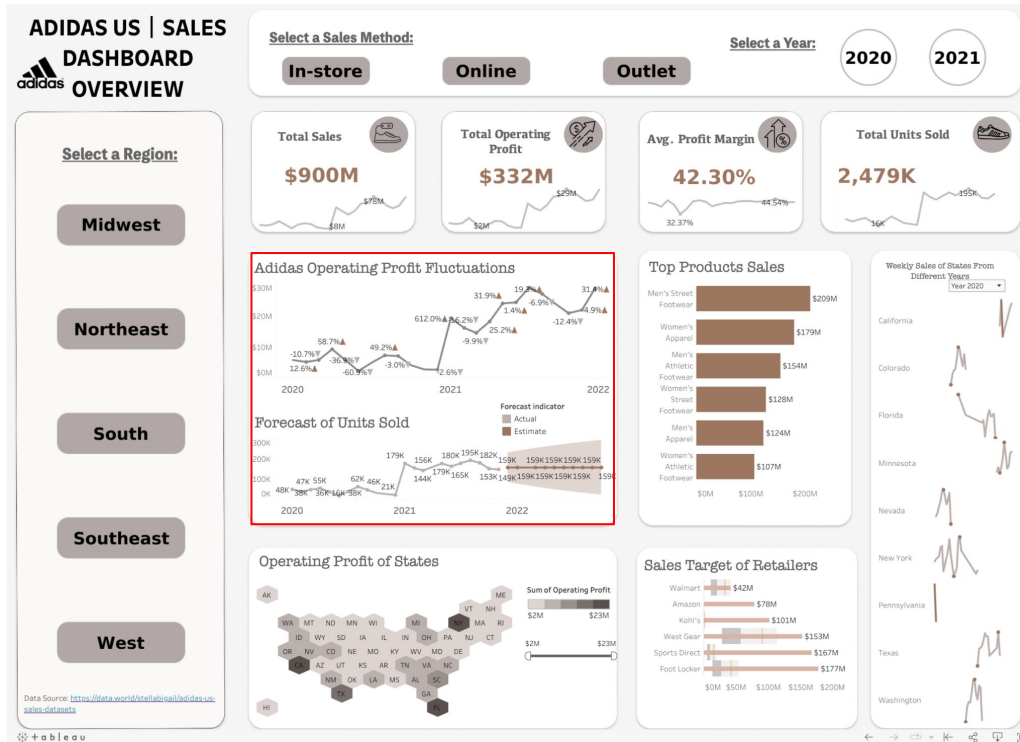 ADIDAS US | SALES
DASHBOARD
OVERVIEW
adidas
Select a Sales Method:
In-store
Online
Outlet
Select a Year:
2020
2021
Select a Region:
Midwest
Northeast
South
Southeast
West
Data Source: https://data.world/stellabigail/adidas-us-
sales-datasets
Total Sales
$900M
$78M
$8M
Total Operating
Profit
$332M
$29M
$2M
Avg. Profit Margin
42.30%
44.54%
32.37%
Total Units Sold
2,479K
195K
16K
Adidas Operating Profit Fluctuations
$30M
$20M
$10M
$0M
-10.7%▼
12.6%▲
58.7%▲
-36.9%▼
-60.9%▼
49.2%▲
-3.0%▼
-2.6%▼
612.0%▲
-16.2%▼
-9.9%▼
25.2%▲
31.9%▲
1.4%▲
-6.9%▼
-12.4%▼
4.9%▲
31.4%▲
2020
2021
2022
Forecast of Units Sold
Forecast indicator
Actual
Estimate
300K
200K
100K
0K
48K
47K
38K
55K
36K
16K
62K
38K
46K
21K
179K
156K
144K
180K
179K
165K
195K
182K
153K
149K
159K
159K 159K 159K 159K
159K 159K 159K 159K
159K
2020
2021
2022
Top Products Sales
Men's Street
Footwear
$209M
Women's
Apparel
$179M
Men's
Athletic
Footwear
$154M
Women's
Street
Footwear
$128M
Men's
Apparel
$124M
Women's
Athletic
Footwear
$107M
$0M
$100M
$200M
Weekly Sales of States From
Different Years
Year 2020
California
Colorado
Florida
Minnesota
Nevada
New York
Pennsylvania
Texas
Washington
Operating Profit of States
AK
ME
VT NH
WA MT ND MN WI MI NY MA RI
ID WY SD IA IL IN OH PA NJ CT
OR NV CO NE MO KY WV MD DE
CA AZ UT KS AR TN VA NC
NM OK LA MS AL SC
TX GA
HI FL
Sum of Operating Profit
$2M
$23M
$2M
$23M
Sales Target of Retailers
Walmart
$42M
Amazon
$78M
Kohl's
$101M
West Gear
$153M
Sports Direct
$167M
Foot Locker
$177M
$0M $50M $100M $150M $200M
+ableau